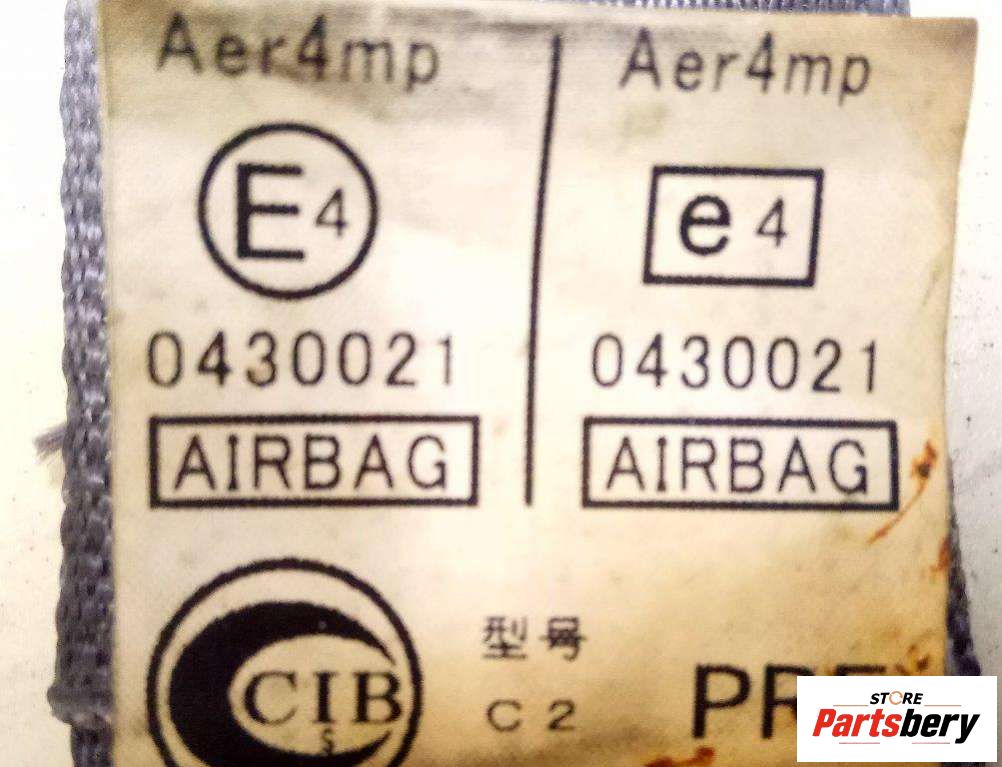 Aer4mp Aer4mp
E4 e4
0430021 0430021
AIRBAG AIRBAG
CIB
S
型号
C2
STORE
Partsbery